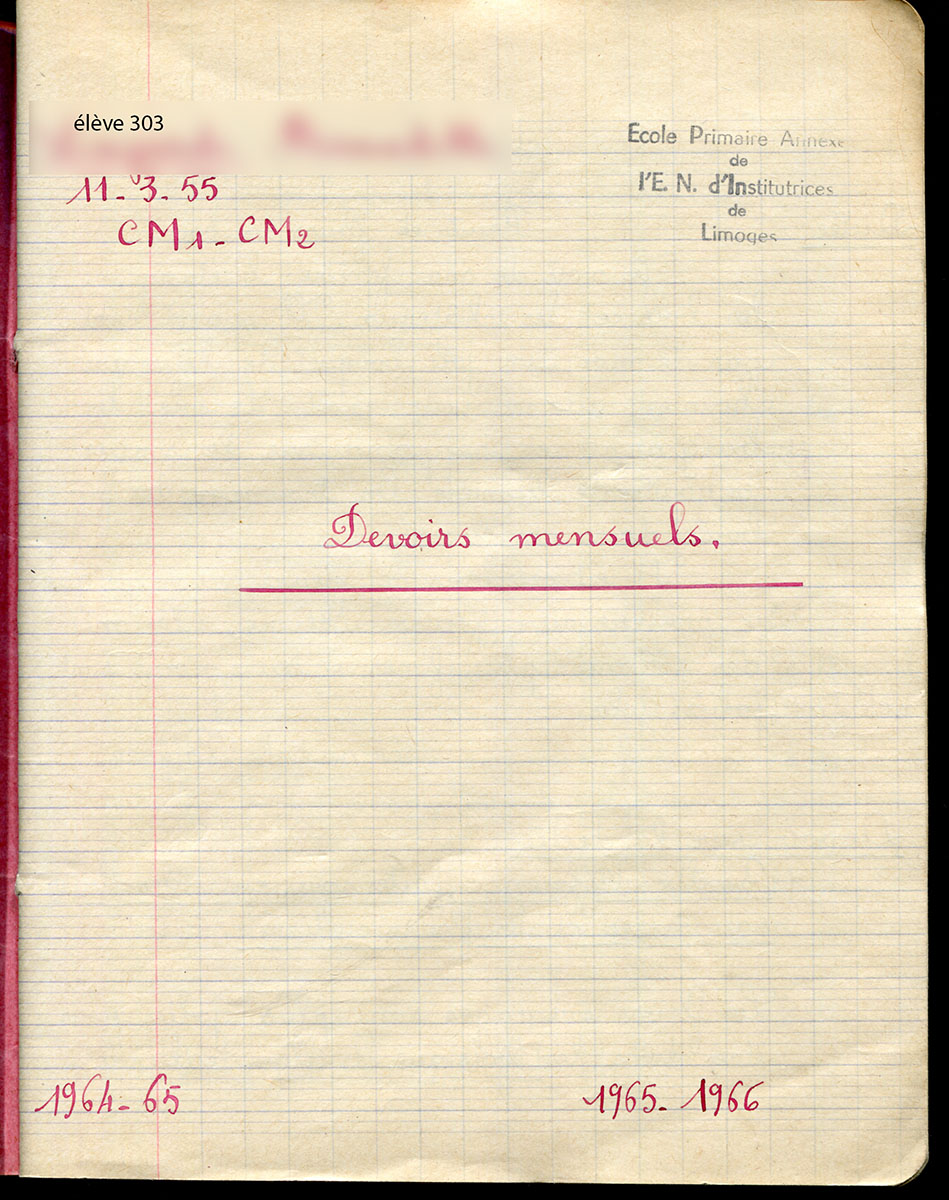 élève 303
11-3-55
CM1-CM2
Ecole Primaire Annexe
de
l'E. N. d'Institutrices
de
Limoges
Devoirs mensuels.
1964-65
1965-1966